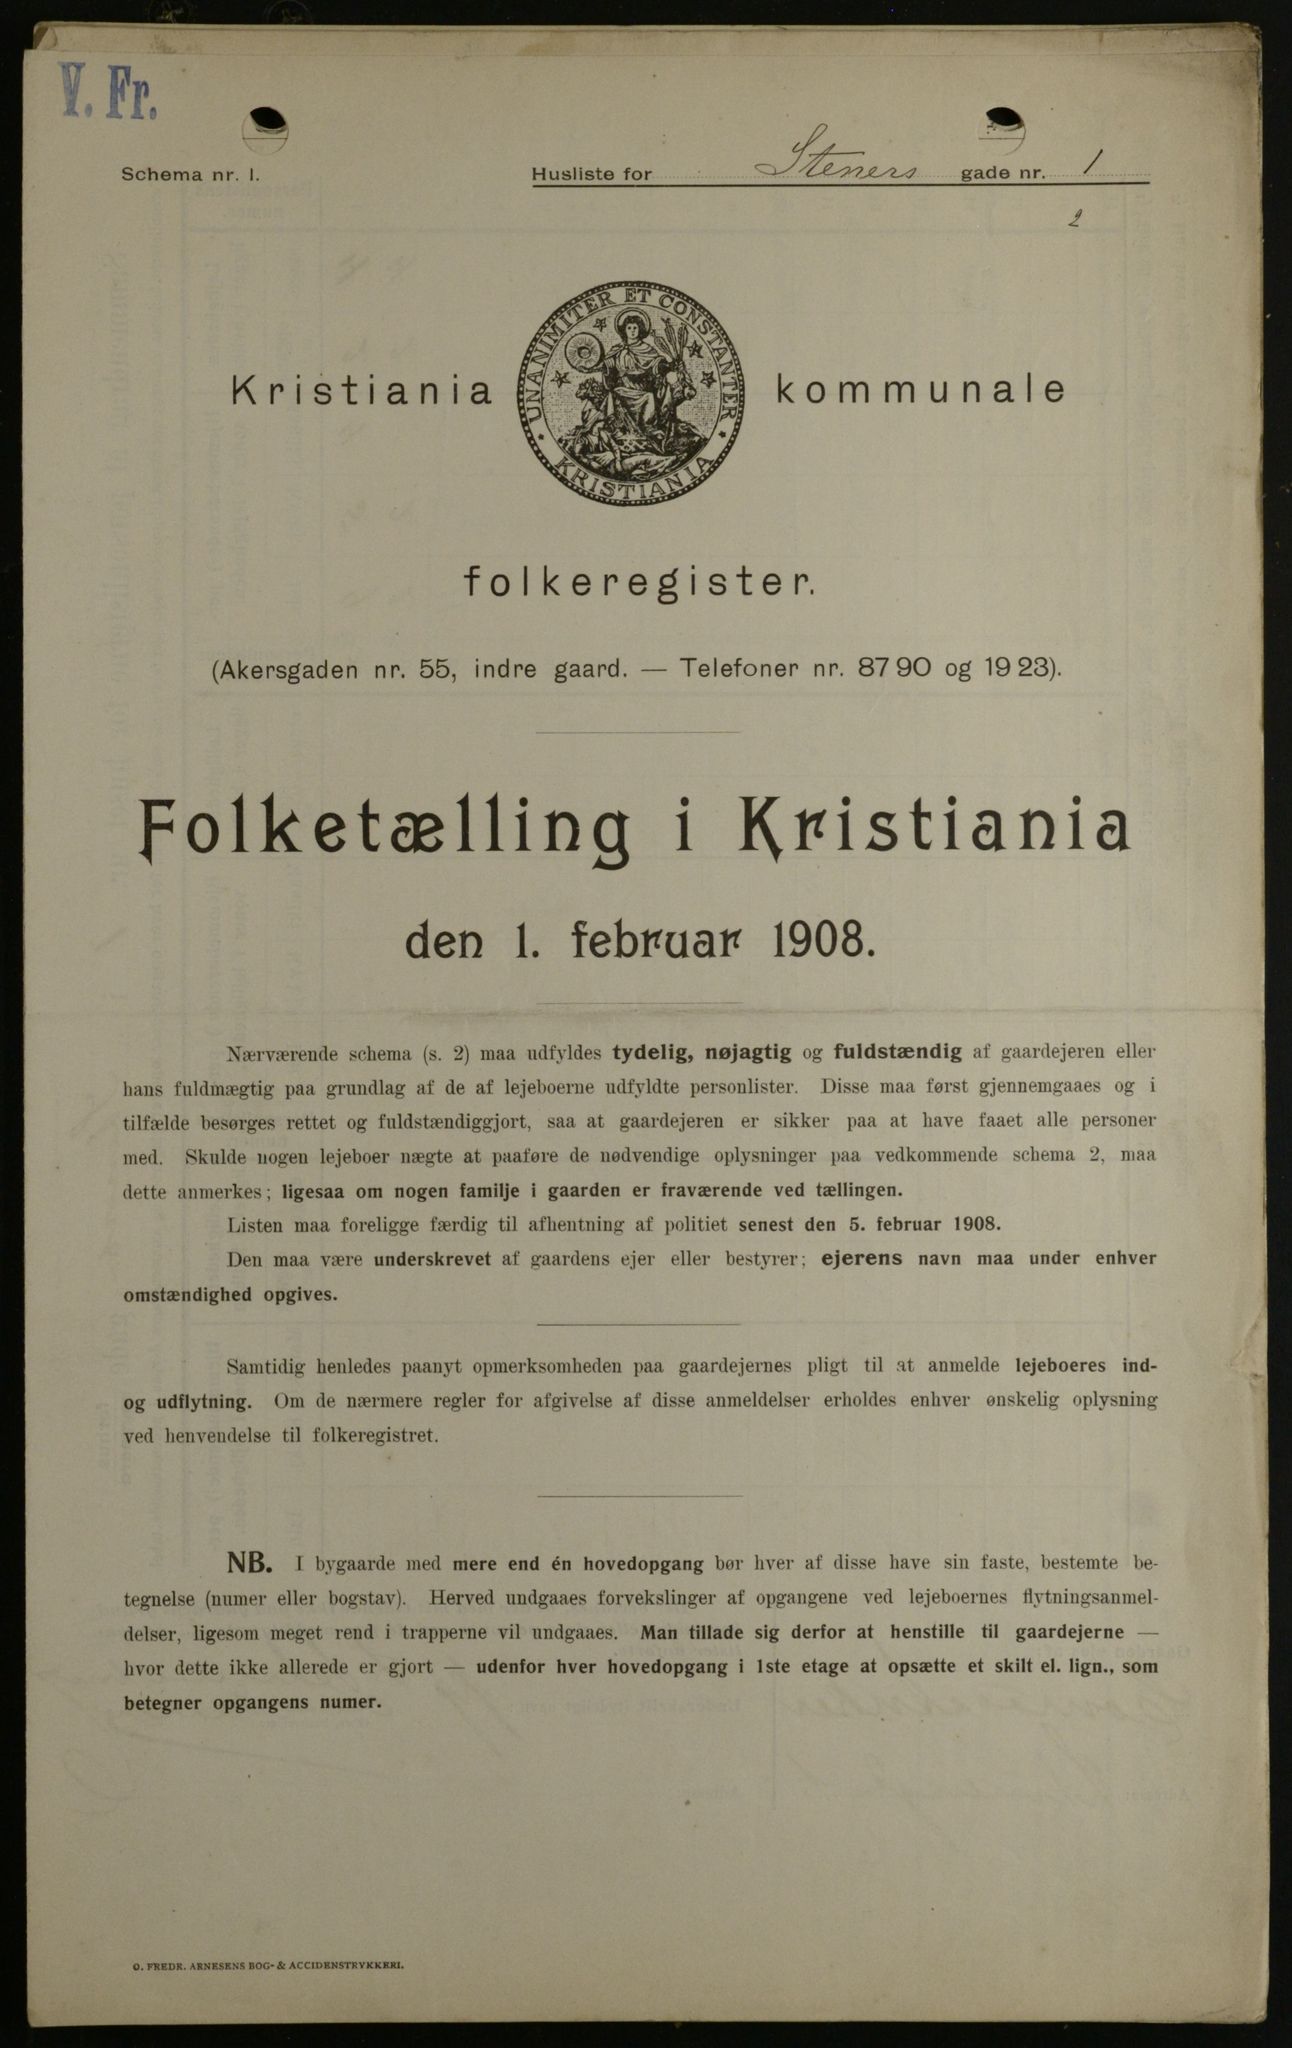 V. Fr.
Schema nr. 1.
Husliste for Steners gade nr. 1
2
UNANIMITER ET CONSTANTER
KRISTIANIA
Kristiania kommunale
folkeregister.
(Akersgaden nr. 55, indre gaard. — Telefoner nr. 87 90 og 19 23).
Folketælling i Kristiania
den 1. februar 1908.
Nærværende schema (s. 2) maa udfyldes tydelig, nøjagtig og fuldstændig af gaardejeren eller
hans fuldmægtig paa grundlag af de af lejeboerne udfyldte personlister. Disse maa først gjennemgaaes og i
tilfælde besørges rettet og fuldstændiggjort, saa at gaardejeren er sikker paa at have faaet alle personer
med. Skulde nogen lejeboer nægte at paaføre de nødvendige oplysninger paa vedkommende schema 2, maa
dette anmerkes; ligesaa om nogen familje i gaarden er fraværende ved tællingen.
Listen maa foreligge færdig til afhentning af politiet senest den 5. februar 1908.
Den maa være underskrevet af gaardens ejer eller bestyrer; ejerens navn maa under enhver
omstændighed opgives.
Samtidig henledes paanyt opmerksomheden paa gaardejernes pligt til at anmelde lejeboeres ind-
og udflytning. Om de nærmere regler for afgivelse af disse anmeldelser erholdes enhver ønskelig oplysning
ved henvendelse til folkeregistret.
NB. I bygaarde med mere end én hovedopgang bør hver af disse have sin faste, bestemte be-
tegnelse (numer eller bogstav). Herved undgaaes forvekslinger af opgangene ved lejeboernes flytningsanmel-
delser, ligesom meget rend i trapperne vil undgaaes. Man tillade sig derfor at henstille til gaardejerne —
hvor dette ikke allerede er gjort — udenfor hver hovedopgang i 1ste etage at opsætte et skilt el. lign., som
betegner opgangens numer.
O. FREDR. ARNESENS BOG- & ACCIDENSTRYKKERI.